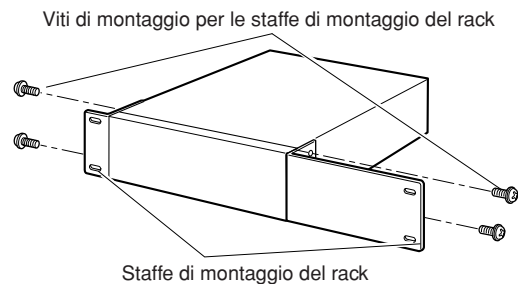 Viti di montaggio per le staffe di montaggio del rack
Staffe di montaggio del rack